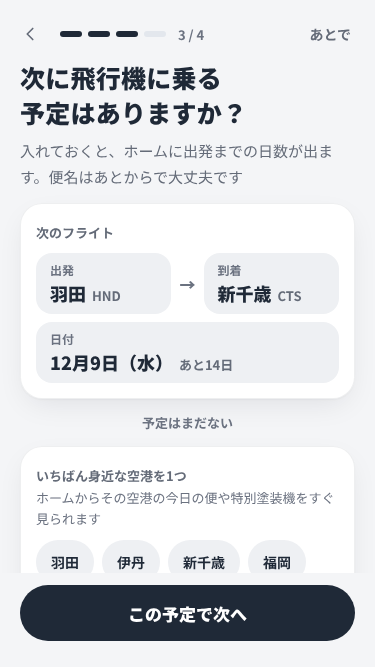 3 / 4
あとで
次に飛行機に乗る
予定はありますか？
入れておくと、ホームに出発までの日数が出ま
す。便名はあとからで大丈夫です
次のフライト
出発
羽田 HND
→
到着
新千歳 CTS
日付
12月9日（水） あと14日
予定はまだない
いちばん身近な空港を1つ
ホームからその空港の今日の便や特別塗装機をすぐ
見られます
羽田
伊丹
新千歳
福岡
この予定で次へ